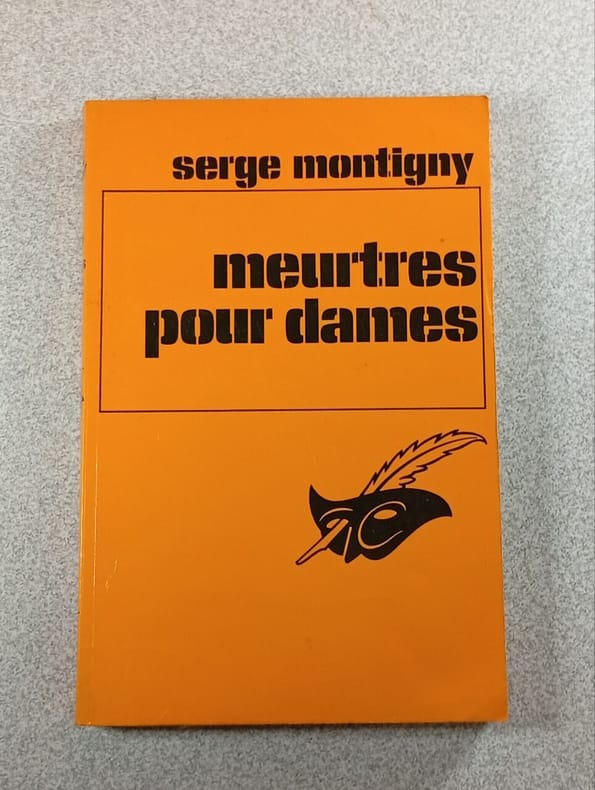 serge montigny
meurtres
pour dames